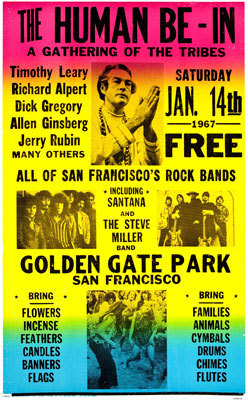 THE HUMAN BE-IN
A GATHERING OF THE TRIBES
Timothy Leary
Richard Alpert
Dick Gregory
Allen Ginsberg
Jerry Rubin
MANY OTHERS
SATURDAY
JAN. 14th
1967
FREE
ALL OF SAN FRANCISCO'S ROCK BANDS
* INCLUDING *
SANTANA
AND
THE STEVE
MILLER
BAND
GOLDEN GATE PARK
SAN FRANCISCO
BRING
FLOWERS
INCENSE
FEATHERS
CANDLES
BANNERS
FLAGS
BRING
FAMILIES
ANIMALS
CYMBALS
DRUMS
CHIMES
FLUTES